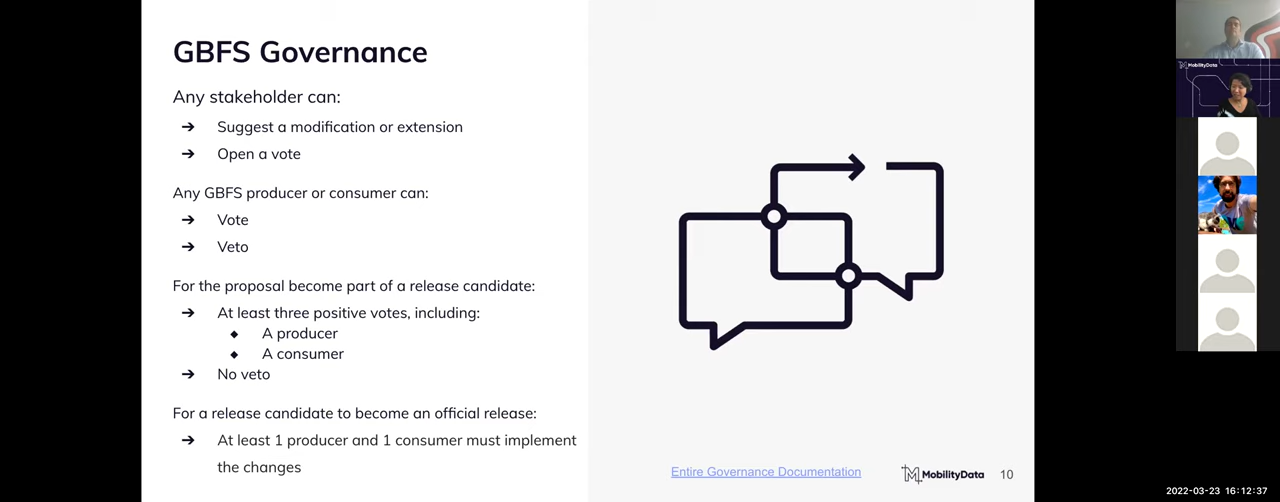 GBFS Governance
Any stakeholder can:
➔ Suggest a modification or extension
➔ Open a vote
Any GBFS producer or consumer can:
➔ Vote
➔ Veto
For the proposal become part of a release candidate:
➔ At least three positive votes, including:
◆ A producer
◆ A consumer
➔ No veto
For a release candidate to become an official release:
➔ At least 1 producer and 1 consumer must implement
the changes
Entire Governance Documentation
MobilityData
10
MobilityData
2022-03-23 16:12:37